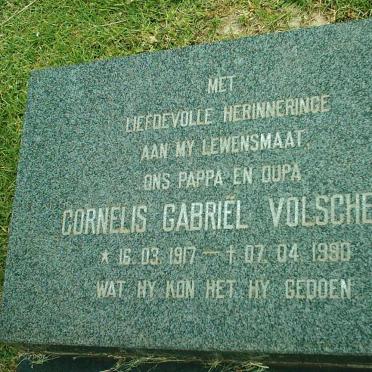 MET
LIEFDEVOLLE HERINNERINGE
AAN MY LEWENSMAAT,
ONS PAPPA EN OUPA
CORNELIS GABRIËL VOLSCHE
* 16.03.1917 — † 07.04.1990
WAT HY KON HET HY GEDOEN